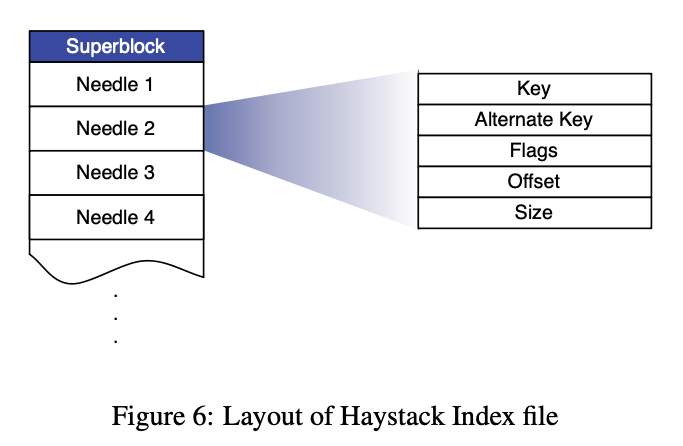 Superblock
Needle 1
Needle 2
Needle 3
Needle 4
.
.
.
Key
Alternate Key
Flags
Offset
Size
Figure 6: Layout of Haystack Index file